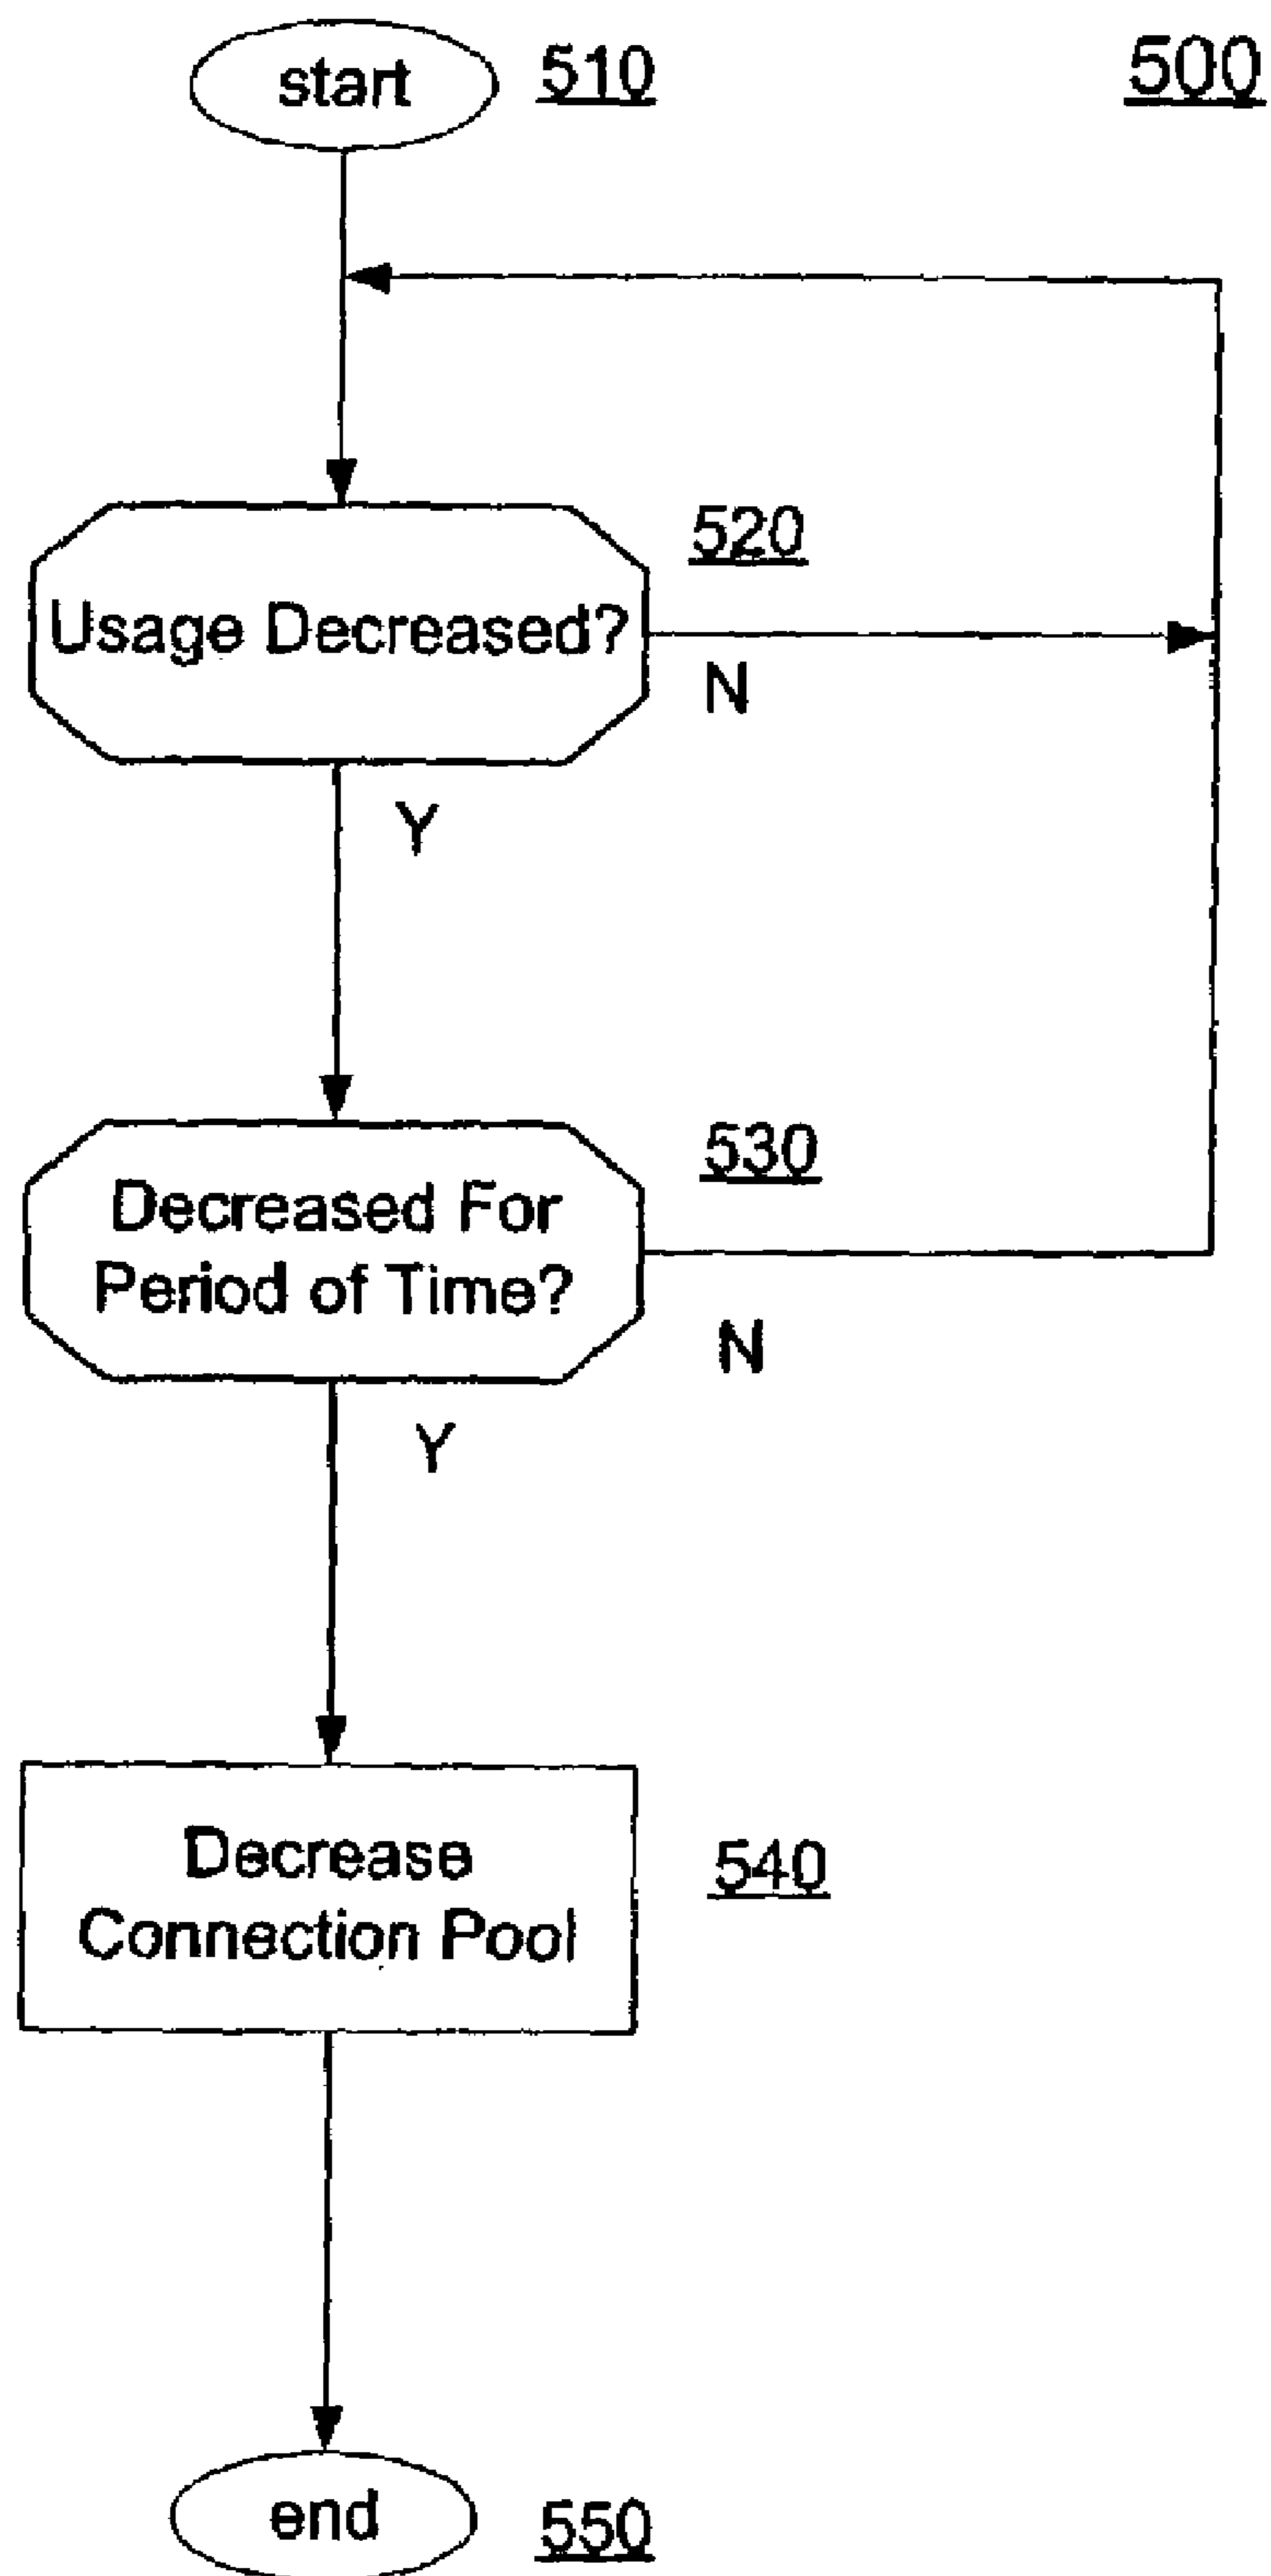 start 510 500
Usage Decreased? 520
N
Y
Decreased For 530
Period of Time?
N
Y
Decrease
Connection Pool 540
end 550